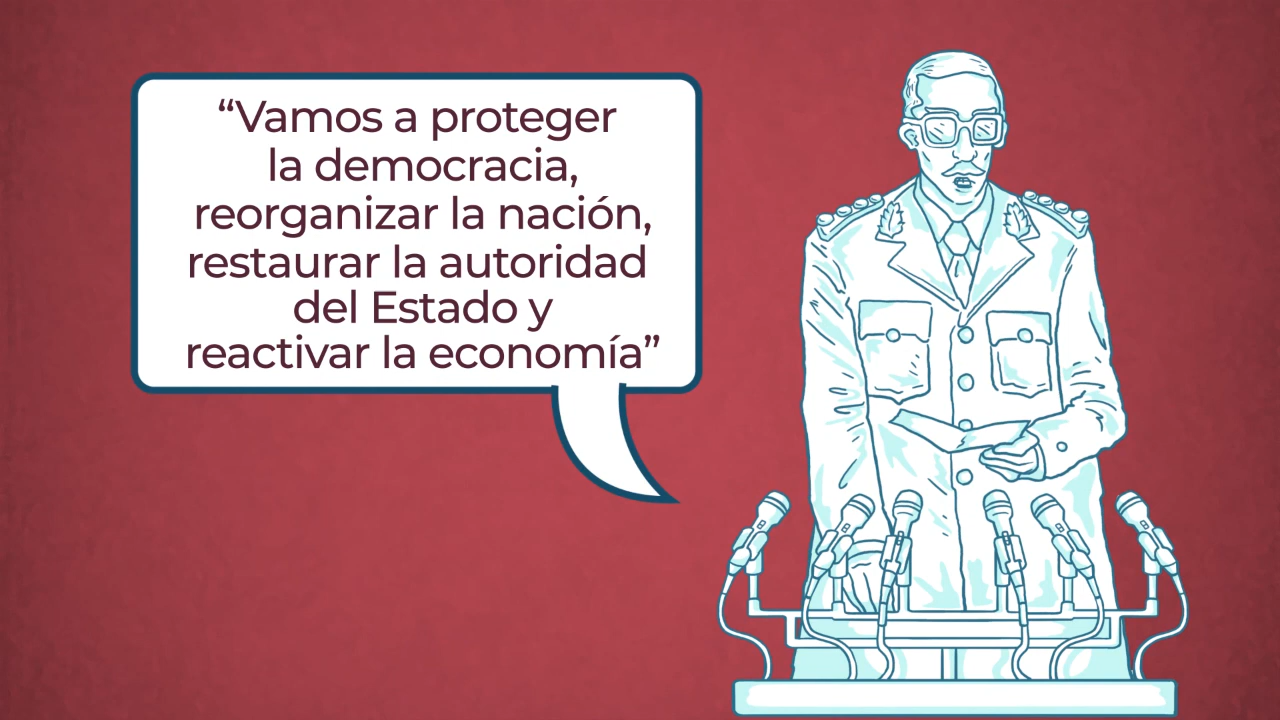 “Vamos a proteger
la democracia,
reorganizar la nación,
restaurar la autoridad
del Estado y
reactivar la economía”